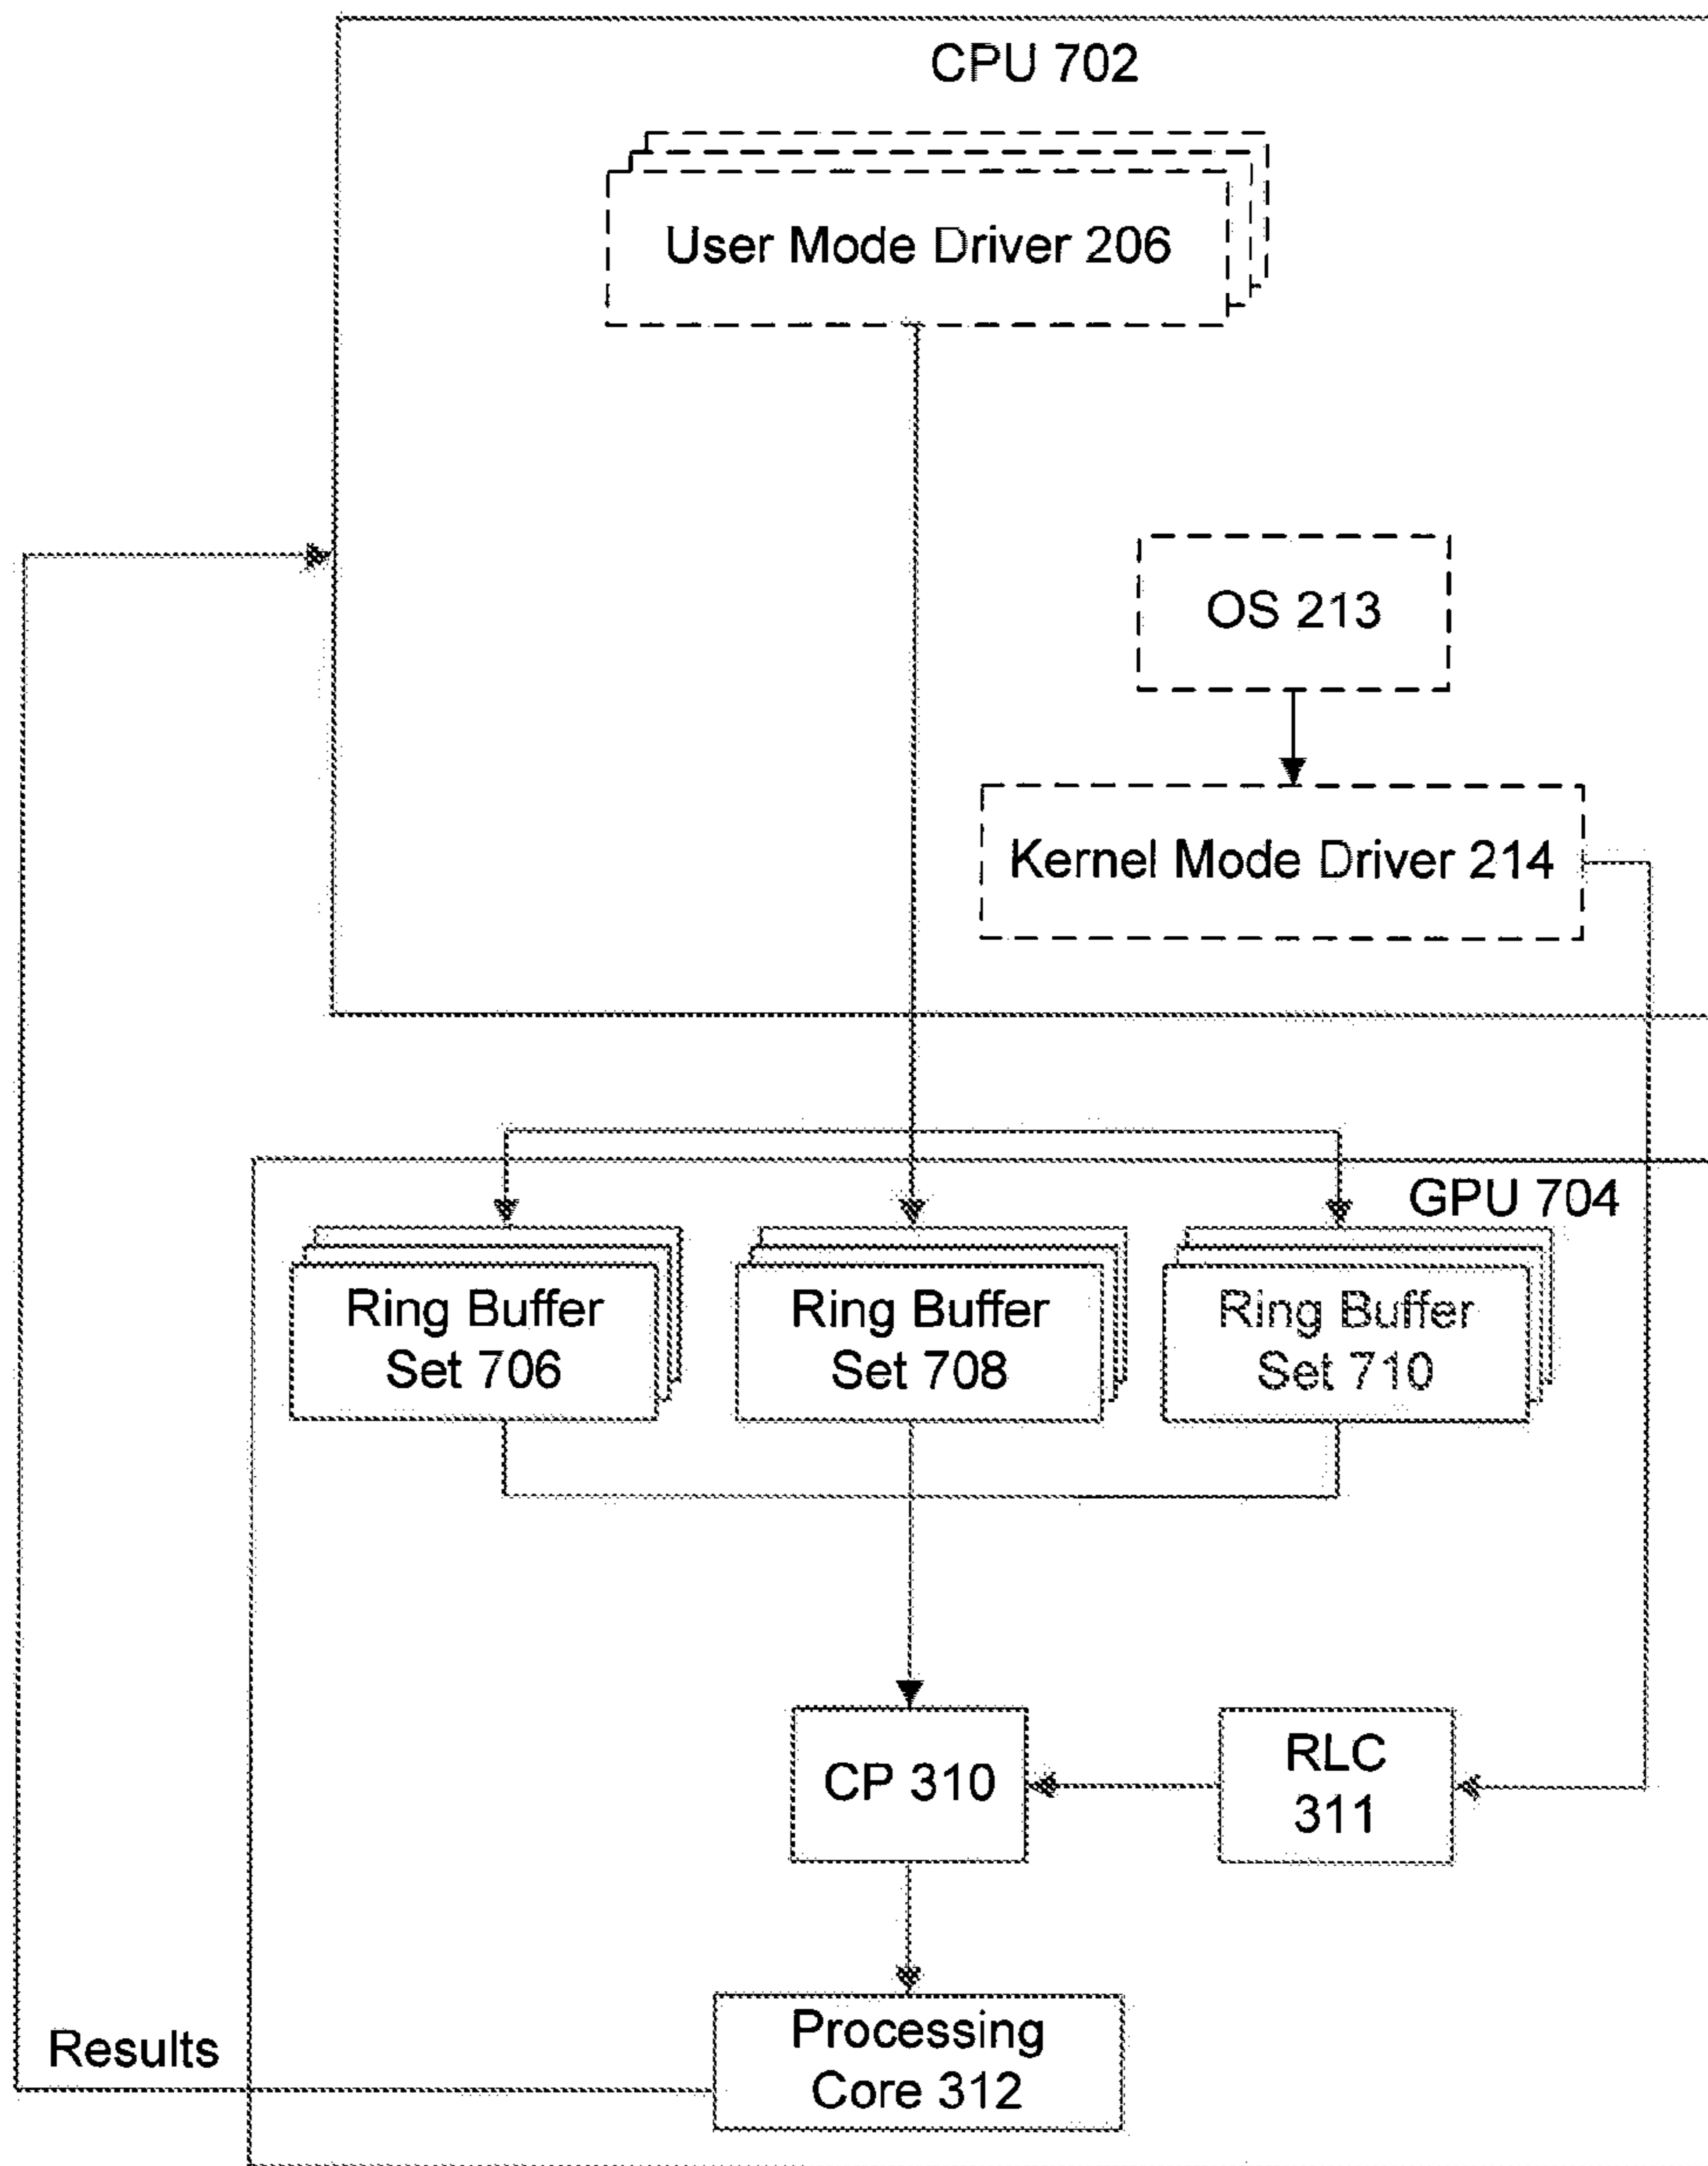 CPU 702
User Mode Driver 206
OS 213
Kernel Mode Driver 214
GPU 704
Ring Buffer
Set 706
Ring Buffer
Set 708
Ring Buffer
Set 710
CP 310
RLC
311
Processing
Core 312
Results